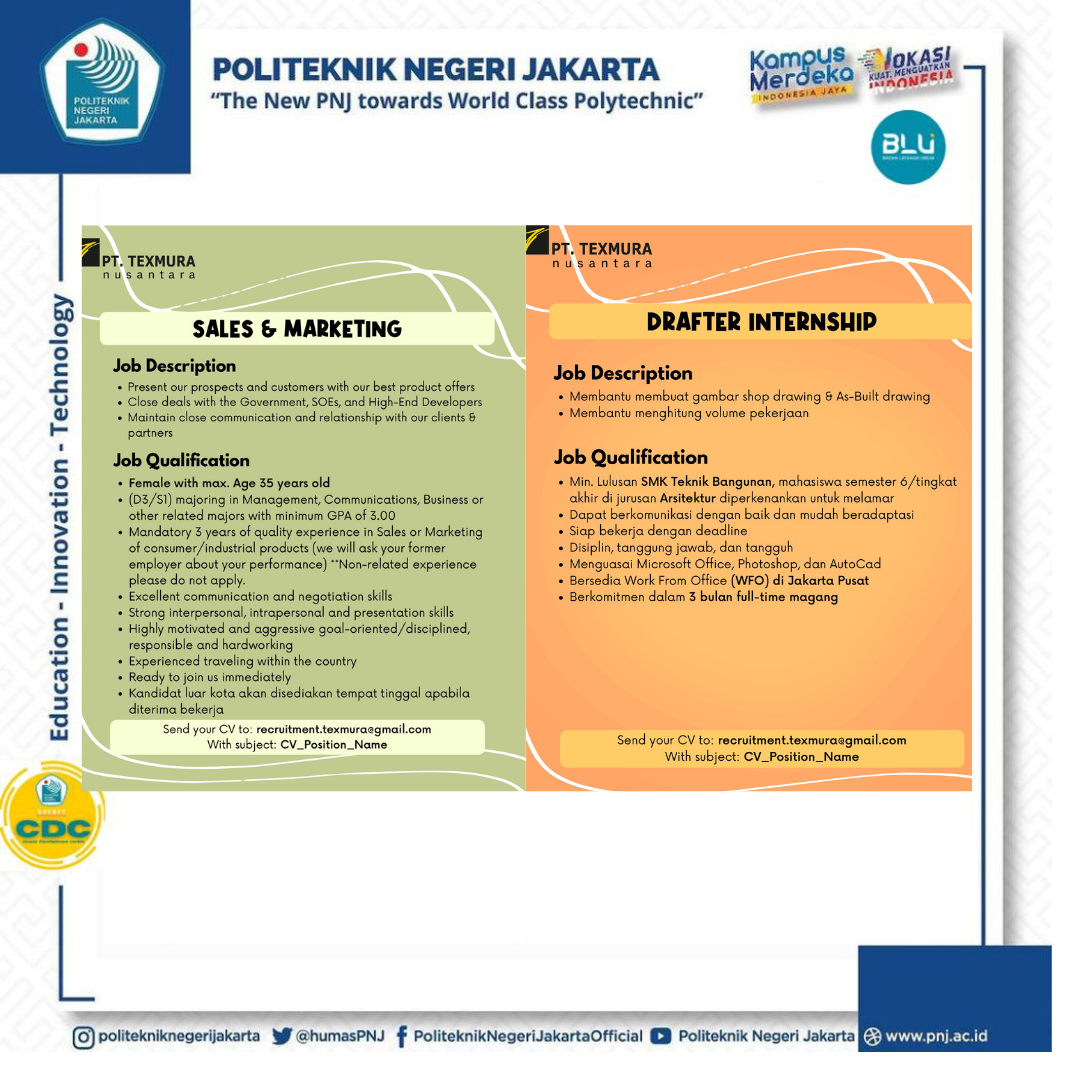 POLITEKNIK NEGERI JAKARTA
“The New PNJ towards World Class Polytechnic”
POLITEKNIK
NEGERI
JAKARTA
Kampus
Merdeka
INDONESIA JAYA
VOKASI
KUAT, MENGUATKAN
INDONESIA
BLU
BADAN LAYANAN UMUM
Education - Innovation - Technology
PT. TEXMURA
nusantara
SALES & MARKETING
Job Description
• Present our prospects and customers with our best product offers
• Close deals with the Government, SOEs, and High-End Developers
• Maintain close communication and relationship with our clients &
partners
Job Qualification
• Female with max. Age 35 years old
• (D3/S1) majoring in Management, Communications, Business or
other related majors with minimum GPA of 3.00
• Mandatory 3 years of quality experience in Sales or Marketing
of consumer/industrial products (we will ask your former
employer about your performance) **Non-related experience
please do not apply.
• Excellent communication and negotiation skills
• Strong interpersonal, intrapersonal and presentation skills
• Highly motivated and aggressive goal-oriented/disciplined,
responsible and hardworking
• Experienced traveling within the country
• Ready to join us immediately
• Kandidat luar kota akan disediakan tempat tinggal apabila
diterima bekerja
Send your CV to: recruitment.texmura@gmail.com
With subject: CV_Position_Name
PT. TEXMURA
nusantara
DRAFTER INTERNSHIP
Job Description
• Membantu membuat gambar shop drawing & As-Built drawing
• Membantu menghitung volume pekerjaan
Job Qualification
• Min. Lulusan SMK Teknik Bangunan, mahasiswa semester 6/tingkat
akhir di jurusan Arsitektur diperkenankan untuk melamar
• Dapat berkomunikasi dengan baik dan mudah beradaptasi
• Siap bekerja dengan deadline
• Disiplin, tanggung jawab, dan tangguh
• Menguasai Microsoft Office, Photoshop, dan AutoCad
• Bersedia Work From Office (WFO) di Jakarta Pusat
• Berkomitmen dalam 3 bulan full-time magang
Send your CV to: recruitment.texmura@gmail.com
With subject: CV_Position_Name
CDC
politekniknegerijakarta
@humasPNJ
PoliteknikNegeriJakartaOfficial
Politeknik Negeri Jakarta
www.pnj.ac.id